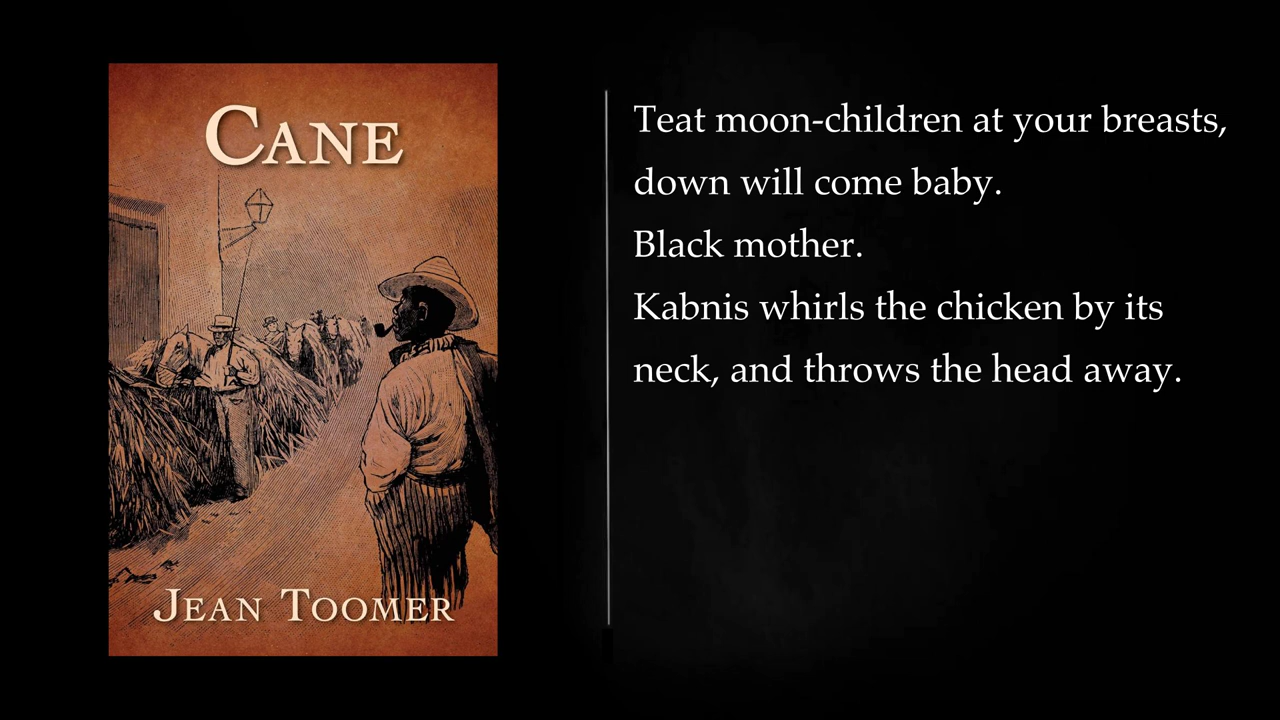 CANE
JEAN TOOMER
Teat moon-children at your breasts,
down will come baby.
Black mother.
Kabnis whirls the chicken by its
neck, and throws the head away.